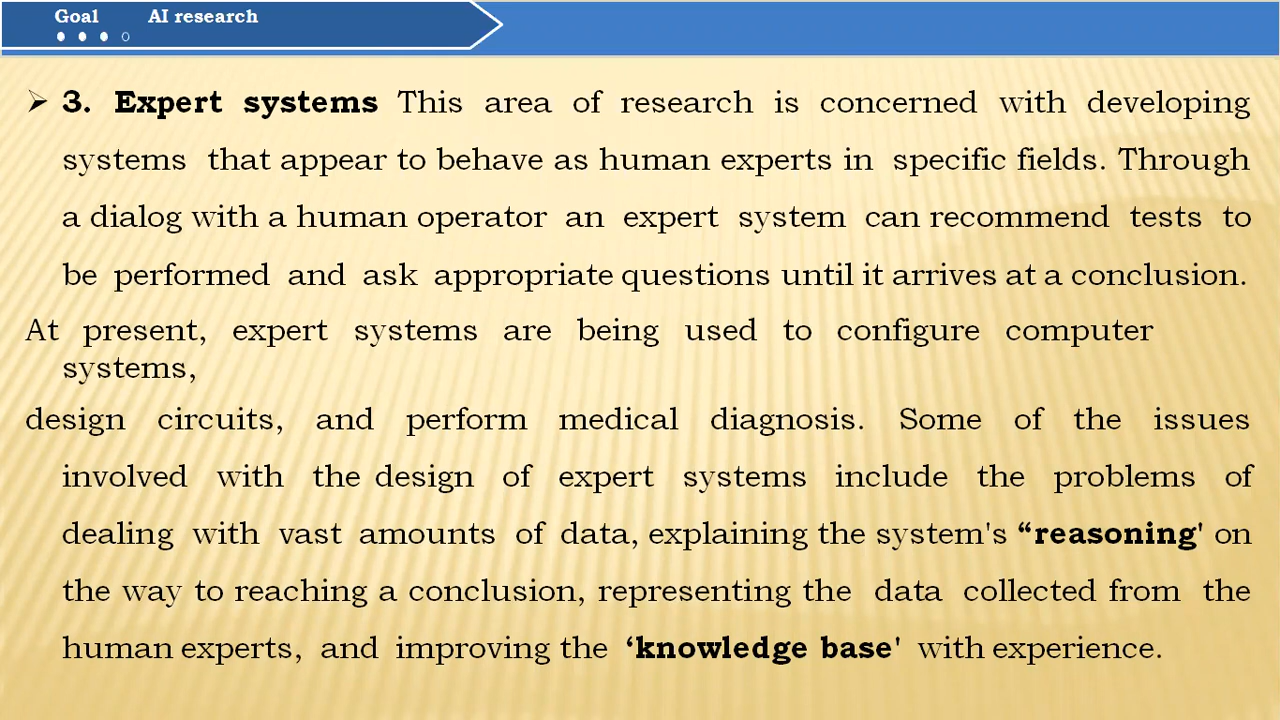 Goal AI research
➢ 3. Expert systems This area of research is concerned with developing
systems that appear to behave as human experts in specific fields. Through
a dialog with a human operator an expert system can recommend tests to
be performed and ask appropriate questions until it arrives at a conclusion.
At present, expert systems are being used to configure computer
systems,
design circuits, and perform medical diagnosis. Some of the issues
involved with the design of expert systems include the problems of
dealing with vast amounts of data, explaining the system's “reasoning' on
the way to reaching a conclusion, representing the data collected from the
human experts, and improving the ‘knowledge base' with experience.